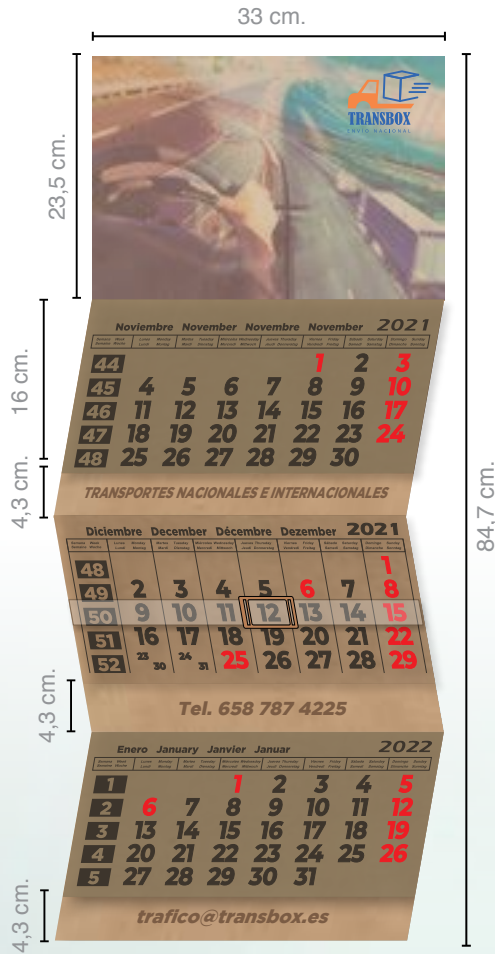 33 cm.
23,5 cm.
84,7 cm.
TRANSBOX
ENVÍO NACIONAL
16 cm.
Noviembre November Novembre November 2021
44 1 2 3
45 4 5 6 7 8 9 10
46 11 12 13 14 15 16 17
47 18 19 20 21 22 23 24
48 25 26 27 28 29 30
4,3 cm.
TRANSPORTES NACIONALES E INTERNACIONALES
Diciembre December Décembre Dezember 2021
48 1
49 2 3 4 5 6 7 8
50 9 10 11 12 13 14 15
51 16 17 18 19 20 21 22
52 23 30 24 31 25 26 27 28 29
4,3 cm.
Tel. 658 787 4225
Enero January Janvier Januar 2022
1 1 2 3 4 5
2 6 7 8 9 10 11 12
3 13 14 15 16 17 18 19
4 20 21 22 23 24 25 26
5 27 28 29 30 31
4,3 cm.
trafico@transbox.es